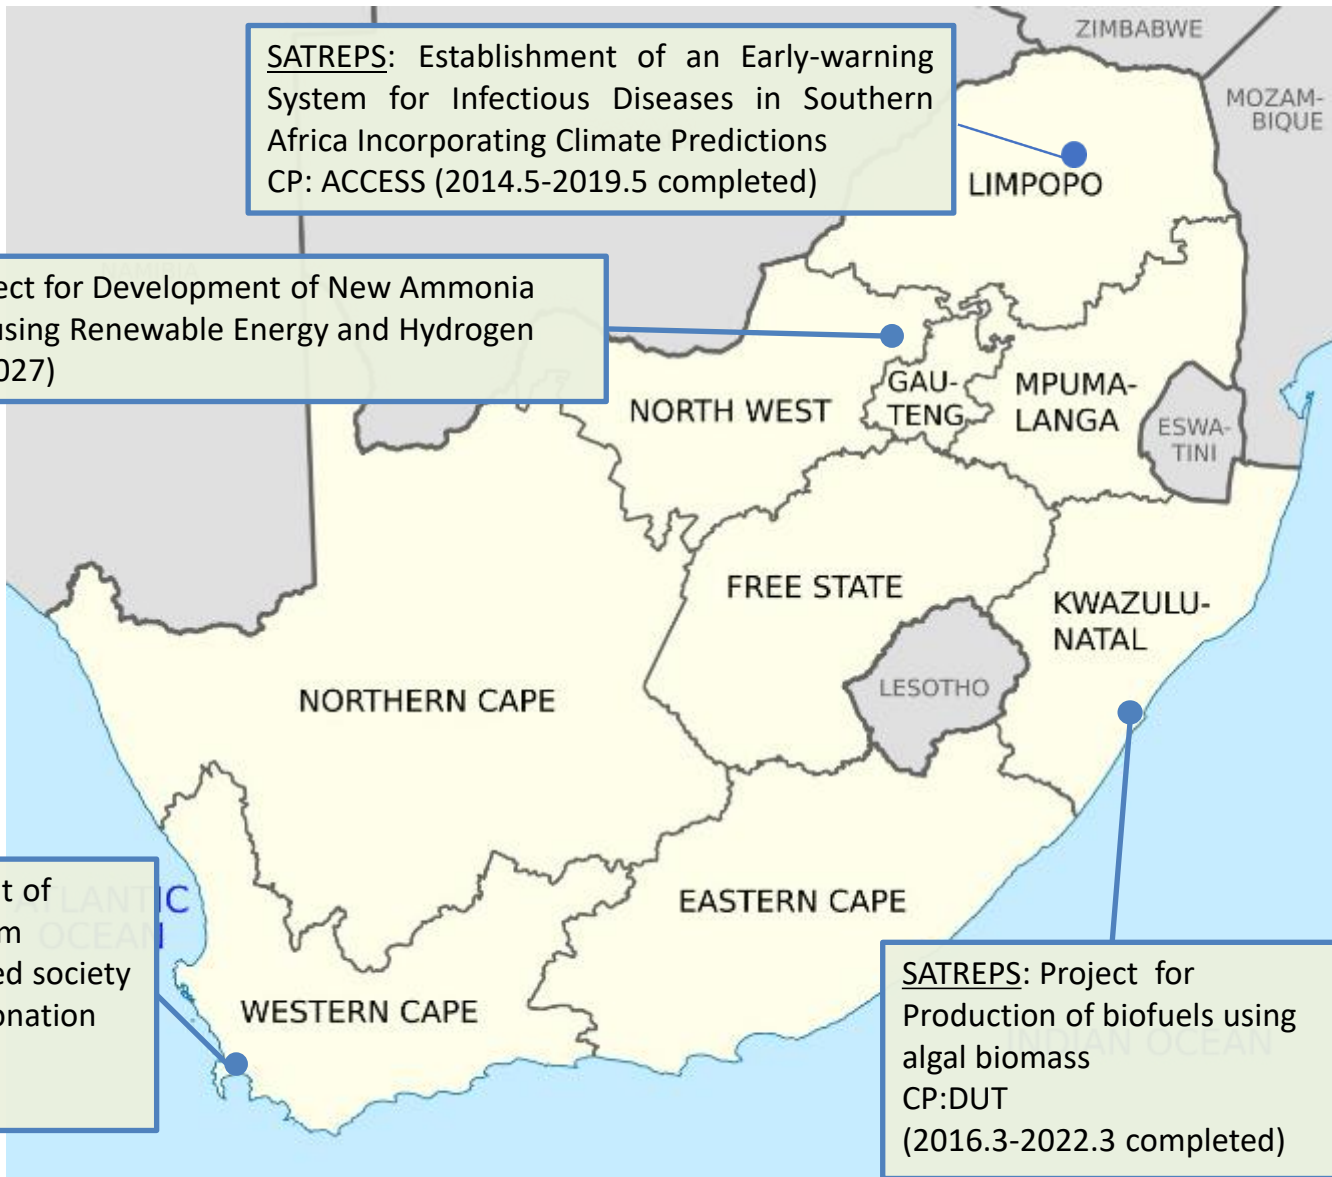 ZIMBABWE
MOZAM-
BIQUE
SATREPS: Establishment of an Early-warning
System for Infectious Diseases in Southern
Africa Incorporating Climate Predictions
CP: ACCESS (2014.5-2019.5 completed)
LIMPOPO
NAMIBIA
ect for Development of New Ammonia
using Renewable Energy and Hydrogen
027)
NORTH WEST
GAU-
TENG
MPUMA-
LANGA
ESWA-
TINI
FREE STATE
KWAZULU-
NATAL
LESOTHO
NORTHERN CAPE
EASTERN CAPE
WESTERN CAPE
ATLANTIC
OCEAN
t of
m
ed society
onation
SATREPS: Project for
Production of biofuels using
algal biomass
CP:DUT
(2016.3-2022.3 completed)
INDIAN OCEAN